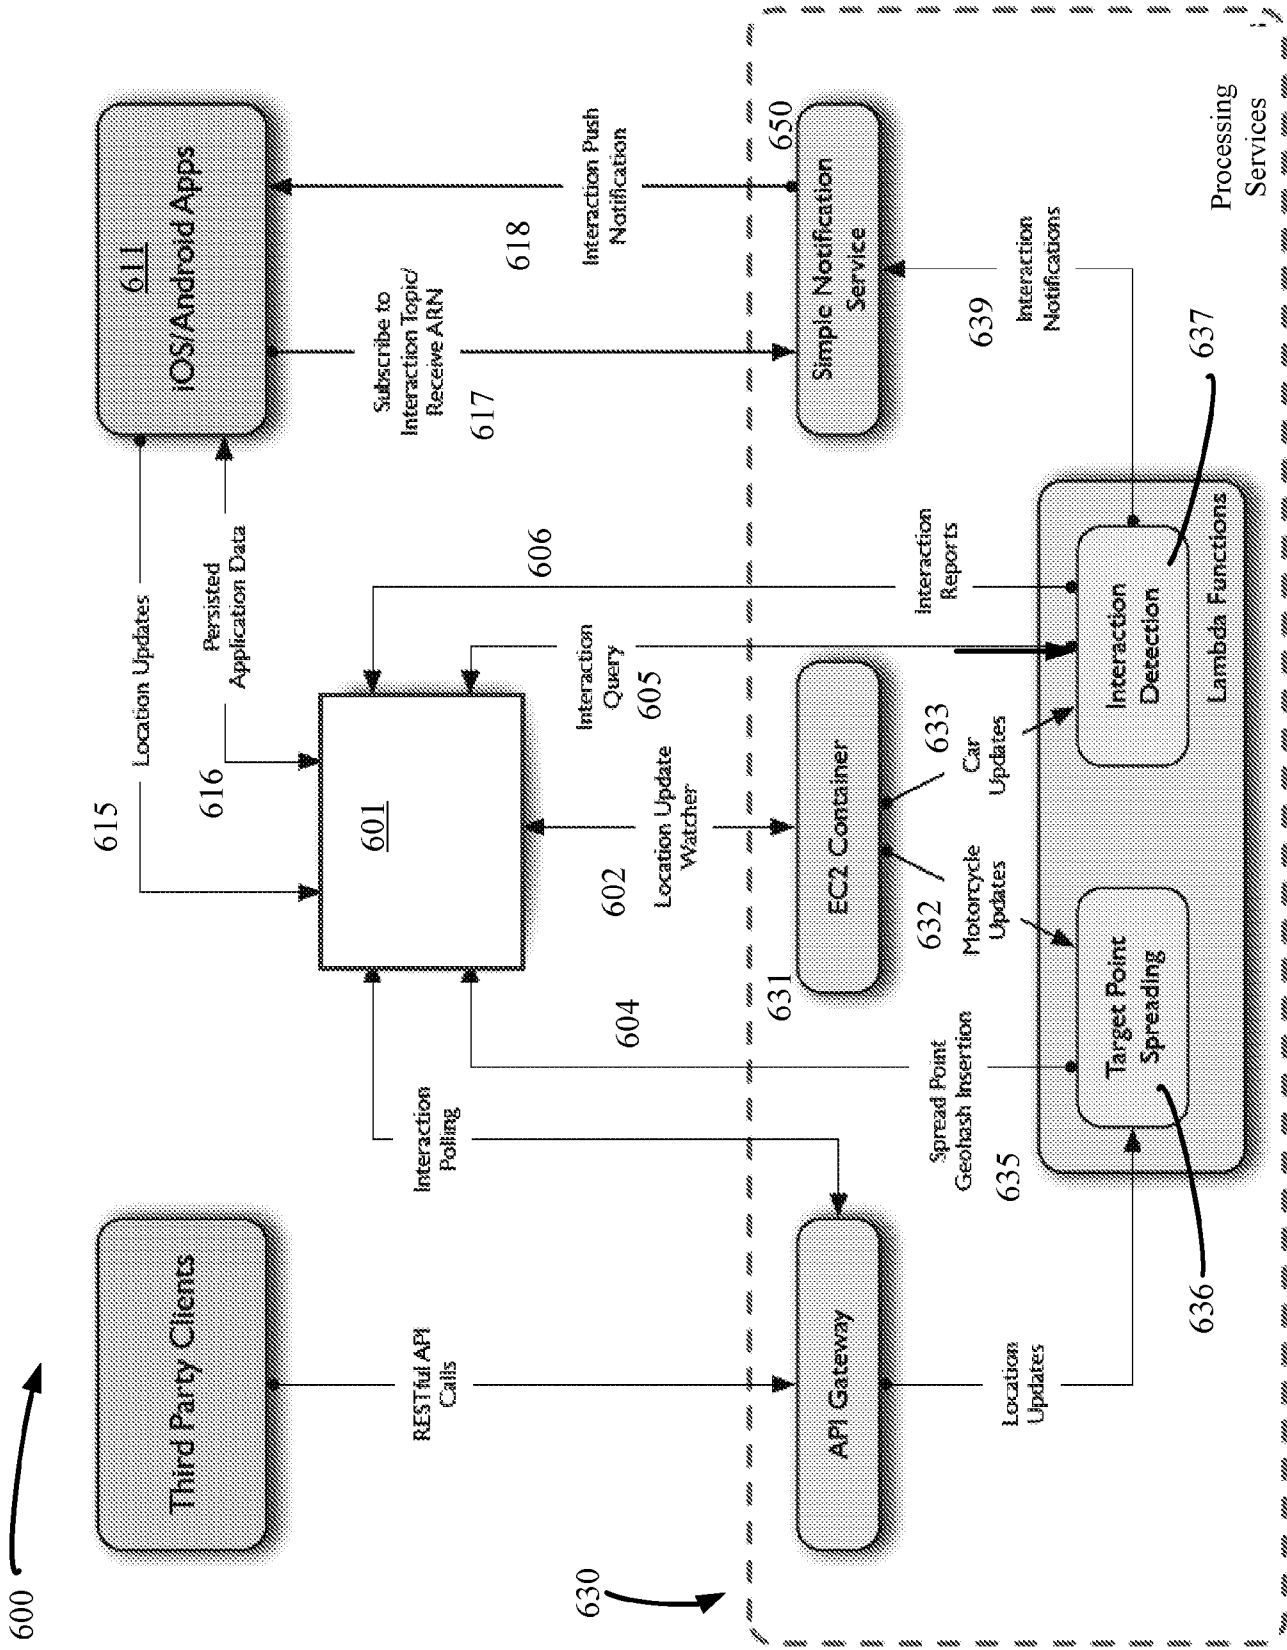 600
Third Party Clients
611
iOS/Android Apps
615
Location Updates
616
Persisted
Application Data
601
RESTful API
Calls
Interaction
Polling
604
602
Location Update
Watcher
Interaction
Query
605
606
Subscribe to
Interaction Topic/
Receive ARN
617
618
Interaction Push
Notification
630
API Gateway
631
EC2 Container
650
Simple Notification
Service
Location
Updates
Spread Point
Geohash Insertion
635
632
Motorcycle
Updates
633
Car
Updates
Interaction
Reports
639
Interaction
Notifications
636
Target Point
Spreading
Interaction
Detection
Lambda Functions
637
Processing
Services